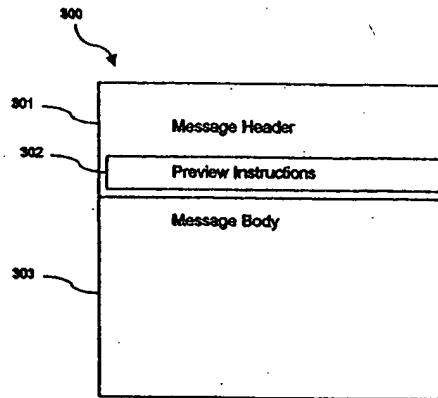 300
301
Message Header
302
Preview Instructions
Message Body
303